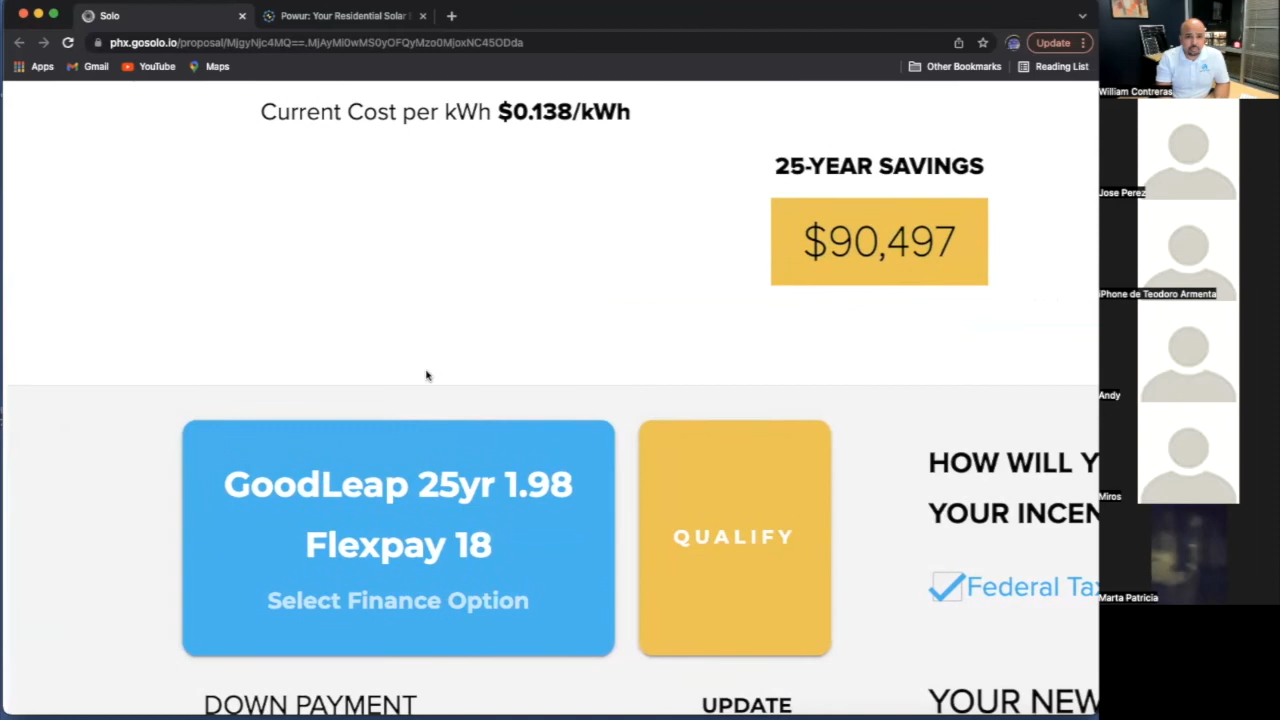 Solo
Powur: Your Residential Solar
phx.gosolo.io/proposal/MjgyNjc4MQ==.MjAyMi0wMS0yOFQyMzo0MjoxNC45ODda
Update
Apps
Gmail
YouTube
Maps
Other Bookmarks
Reading List
Current Cost per kWh $0.138/kWh
25-YEAR SAVINGS
$90,497
GoodLeap 25yr 1.98
Flexpay 18
Select Finance Option
QUALIFY
HOW WILL Y
YOUR INCEN
Federal Tax
DOWN PAYMENT
UPDATE
YOUR NEW
William Contreras
Jose Perez
iPhone de Teodoro Armenta
Andy
Miros
Marta Patricia